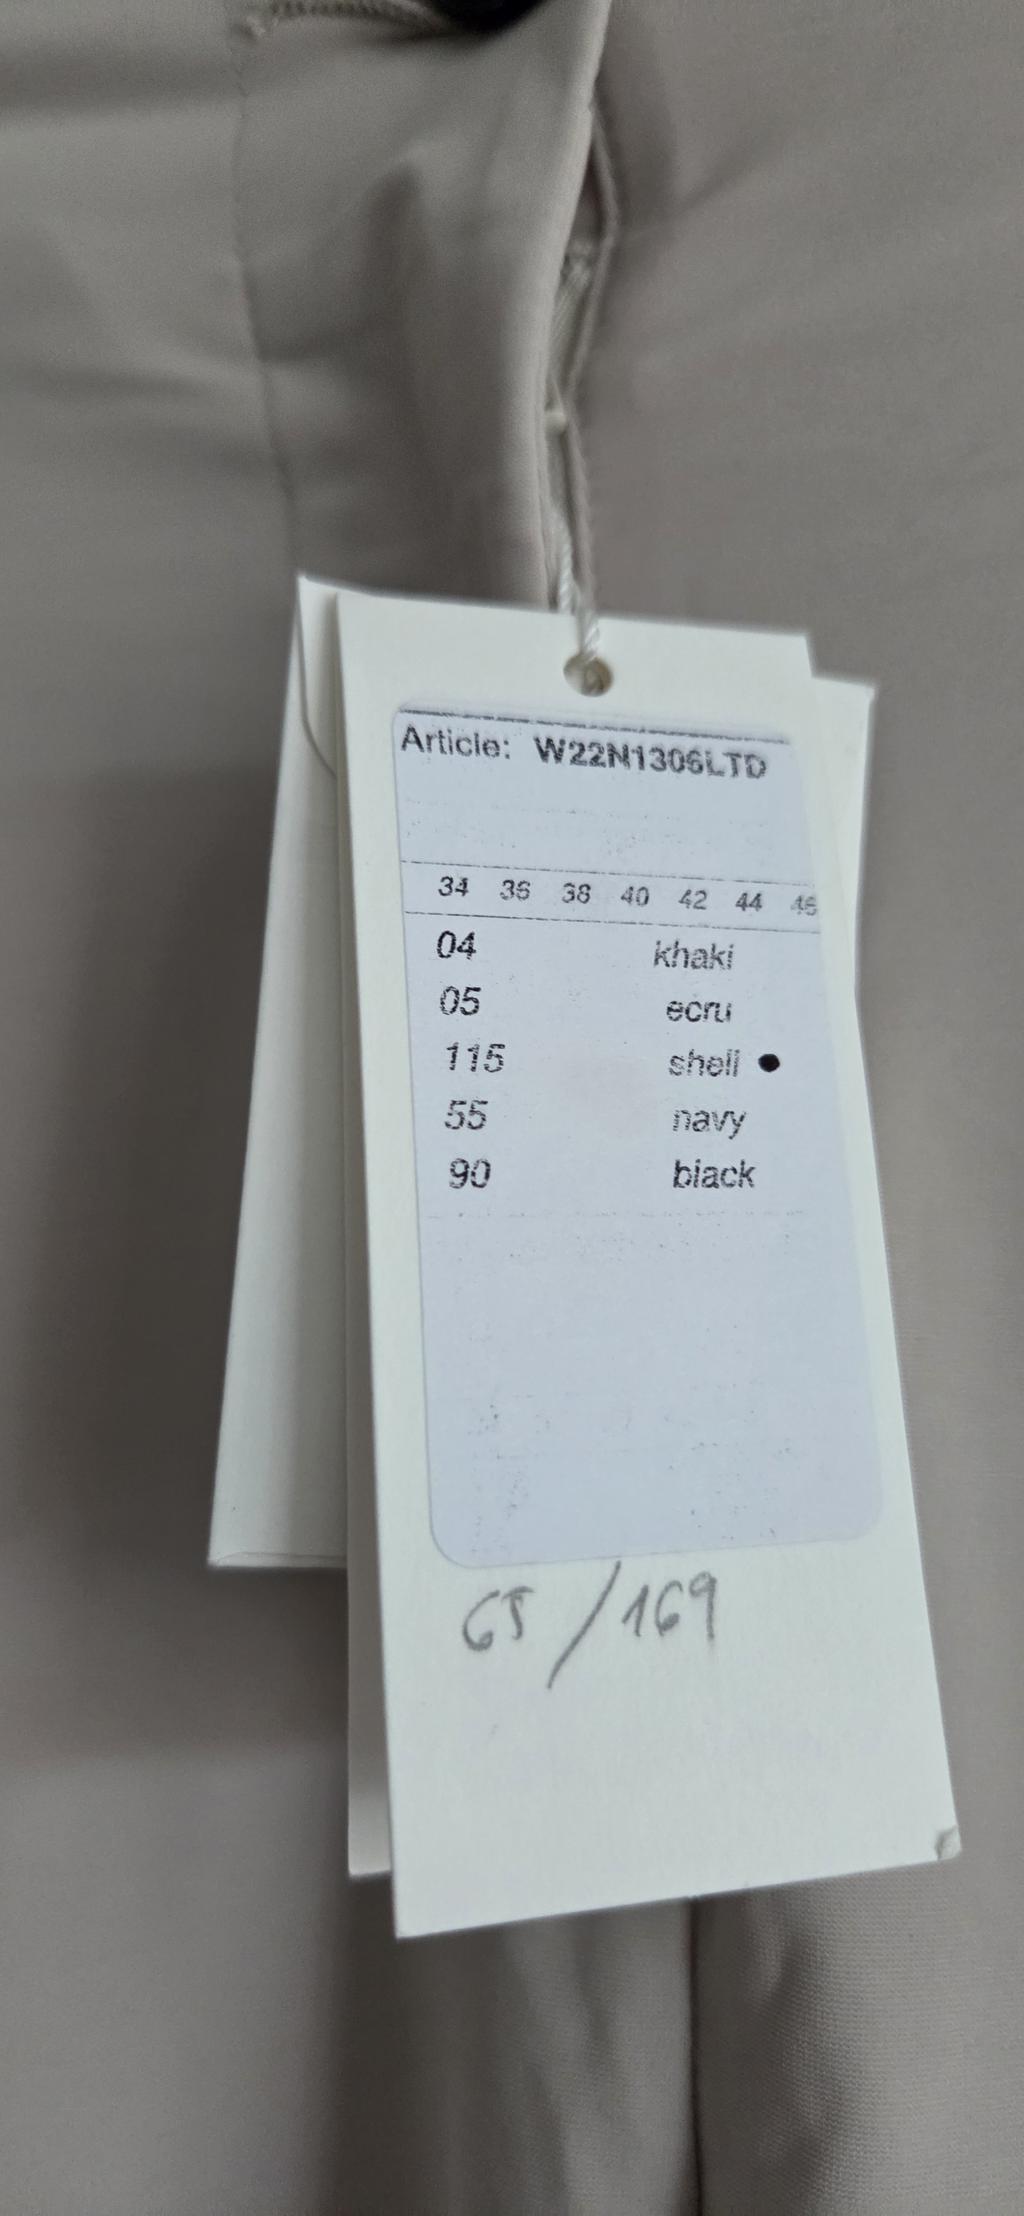 Article: W22N1306LTD
34 36 38 40 42 44 46
04 khaki
05 ecru
115 shell •
55 navy
90 black
65 / 169